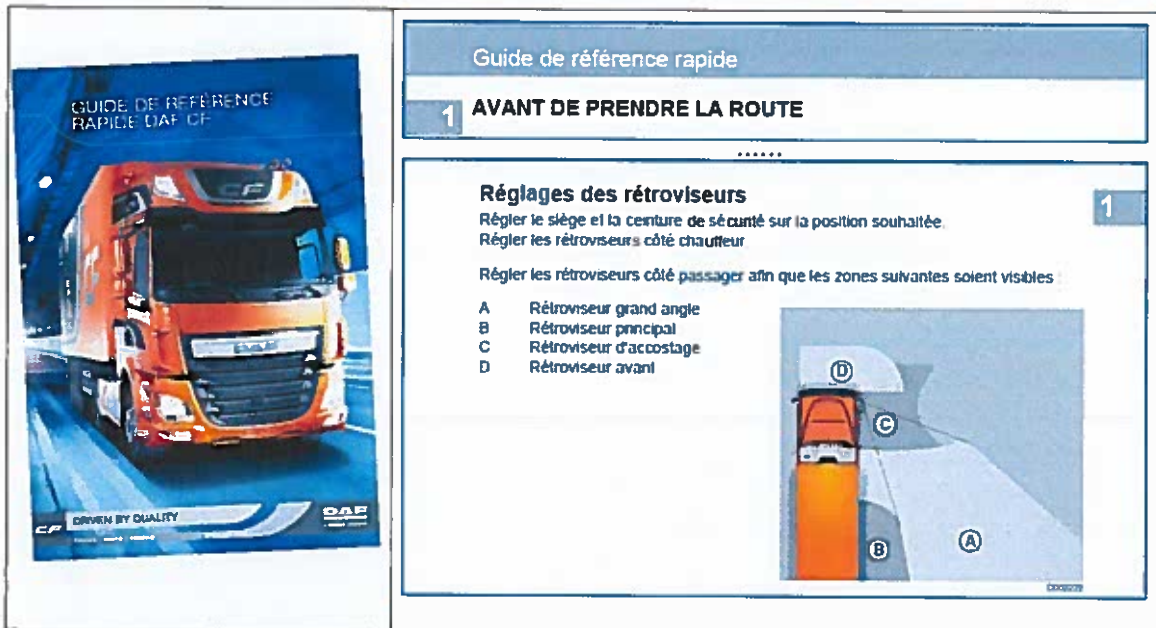 GUIDE DE RÉFÉRENCE
RAPIDE DAF CF
CF
CF DRIVEN BY QUALITY
DAF
Guide de référence rapide
1 AVANT DE PRENDRE LA ROUTE
......
Réglages des rétroviseurs
1
Régler le siège et la ceinture de sécurité sur la position souhaitée.
Régler les rétroviseurs côté chauffeur
Régler les rétroviseurs côté passager afin que les zones suivantes soient visibles :
A Rétroviseur grand angle
B Rétroviseur principal
C Rétroviseur d'accostage
D Rétroviseur avant
D
C
B
A